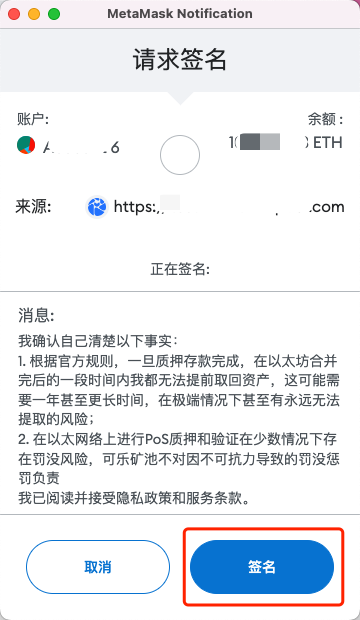 MetaMask Notification
请求签名
账户:
余额:
6
ETH
来源:
https:
.com
正在签名:
消息:
我确认自己清楚以下事实:
1. 根据官方规则，一旦质押存款完成，在以太坊合并
完后的一段时间内我都无法提前取回资产，这可能需
要一年甚至更长时间，在极端情况下甚至有永远无法
提取的风险；
2. 在以太网络上进行PoS质押和验证在少数情况下存
在罚没风险，可乐矿池不对因不可抗力导致的罚没惩
罚负责
我已阅读并接受隐私政策和服务条款。
取消
签名